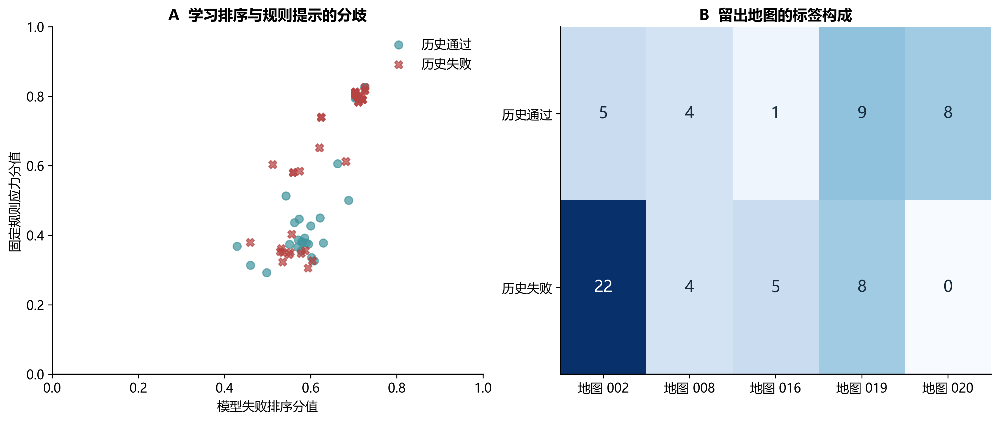 A 学习排序与规则提示的分歧
1.0
0.8
0.6
0.4
0.2
0.0
固定规则应力分值
历史通过
历史失败
0.0 0.2 0.4 0.6 0.8 1.0
模型失败排序分值
B 留出地图的标签构成
历史通过 5 4 1 9 8
历史失败 22 4 5 8 0
地图 002 地图 008 地图 016 地图 019 地图 020